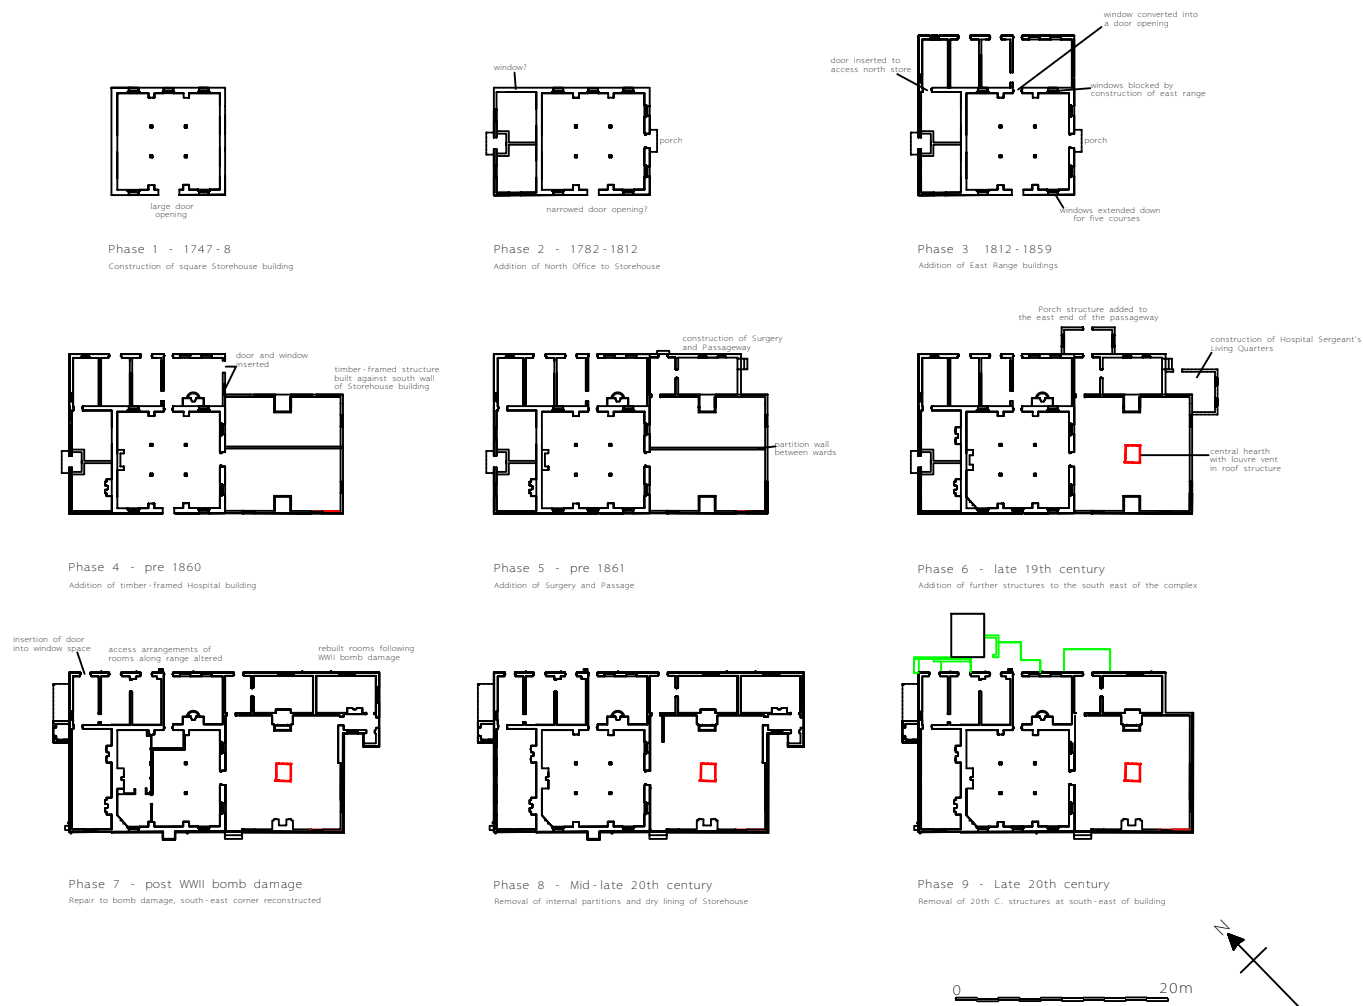 large door
opening
Phase 1 - 1747-8
Construction of square Storehouse building
window?
porch
narrowed door opening?
Phase 2 - 1782-1812
Addition of North Office to Storehouse
window converted into
a door opening
door inserted to
access north store
windows blocked by
construction of east range
porch
windows extended down
for five courses
Phase 3 1812-1859
Addition of East Range buildings
door and window
inserted
timber-framed structure
built against south wall
of Storehouse building
Phase 4 - pre 1860
Addition of timber-framed Hospital building
construction of Surgery
and Passageway
partition wall
between wards
Phase 5 - pre 1861
Addition of Surgery and Passage
Porch structure added to
the east end of the passageway
construction of Hospital Sergeant's
Living Quarters
central hearth
with louvre vent
in roof structure
Phase 6 - late 19th century
Addition of further structures to the south east of the complex
insertion of door
into window space
access arrangements of
rooms along range altered
rebuilt rooms following
WWII bomb damage
Phase 7 - post WWII bomb damage
Repair to bomb damage, south-east corner reconstructed
Phase 8 - Mid-late 20th century
Removal of internal partitions and dry lining of Storehouse
Phase 9 - Late 20th century
Removal of 20th C. structures at south-east of building
N
0 20m